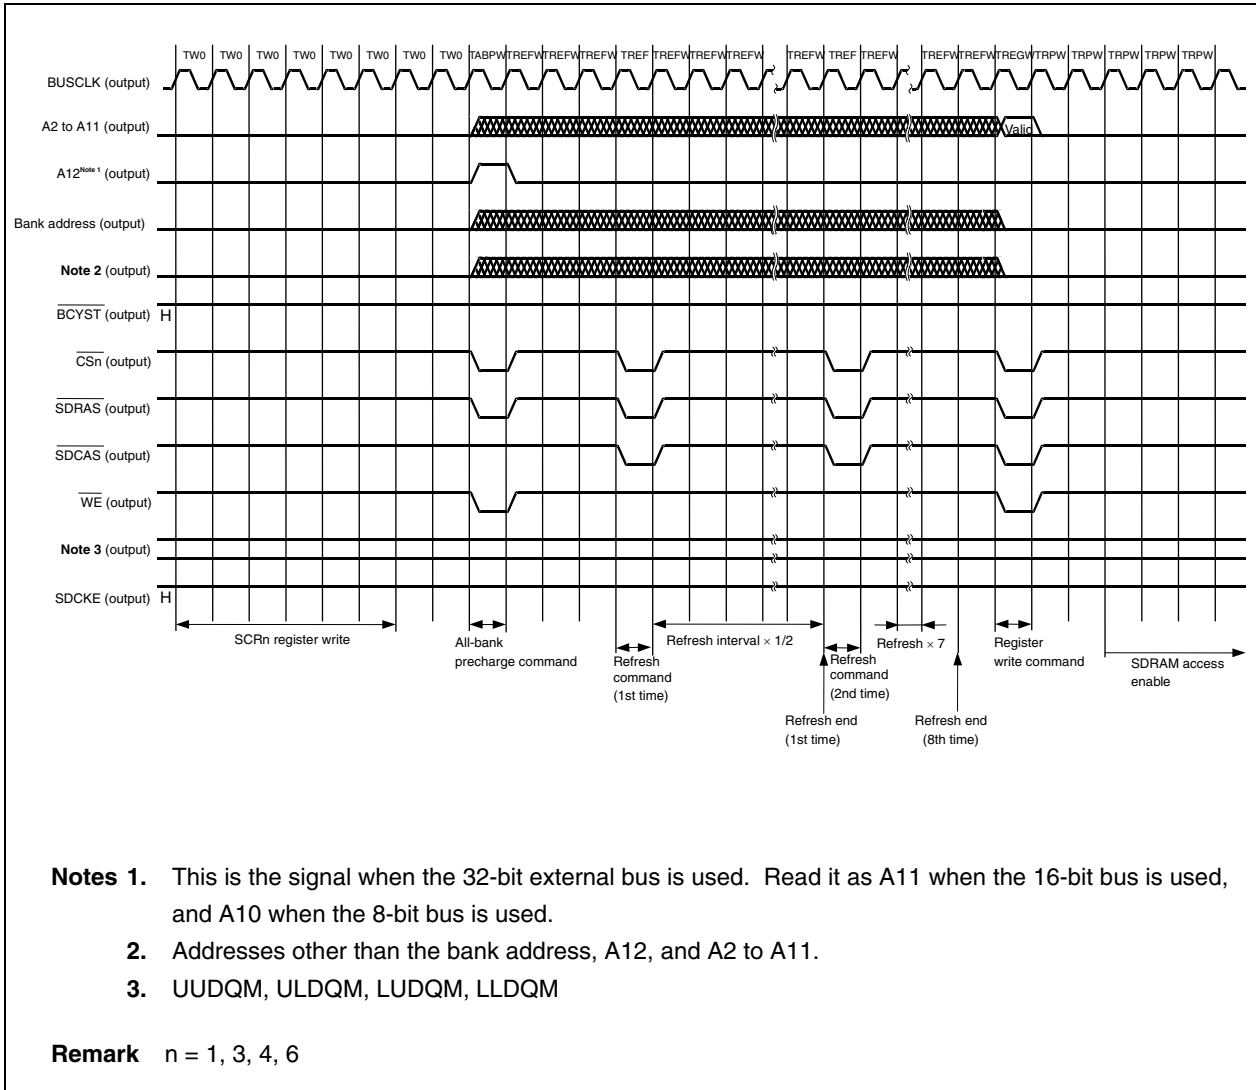 TW0 TW0 TW0 TW0 TW0 TW0 TW0 TW0 TABPW TREFW TREFW TREFW TREF TREFW TREFW TREFW TREFW TREF TREFW TREFW TREFW TREGW TRPW TRPW TRPW TRPW
BUSCLK (output)
A2 to A11 (output)
Valid
A12Note 1 (output)
Bank address (output)
Note 2 (output)
BCYST (output) H
CSn (output)
SDRAS (output)
SDCAS (output)
WE (output)
Note 3 (output)
SDCKE (output) H
SCRn register write
All-bank
precharge command
Refresh
command
(1st time)
Refresh interval × 1/2
Refresh end
(1st time)
Refresh
command
(2nd time)
Refresh × 7
Refresh end
(8th time)
Register
write command
SDRAM access
enable
Notes 1. This is the signal when the 32-bit external bus is used. Read it as A11 when the 16-bit bus is used,
and A10 when the 8-bit bus is used.
2. Addresses other than the bank address, A12, and A2 to A11.
3. UUDQM, ULDQM, LUDQM, LLDQM
Remark n = 1, 3, 4, 6